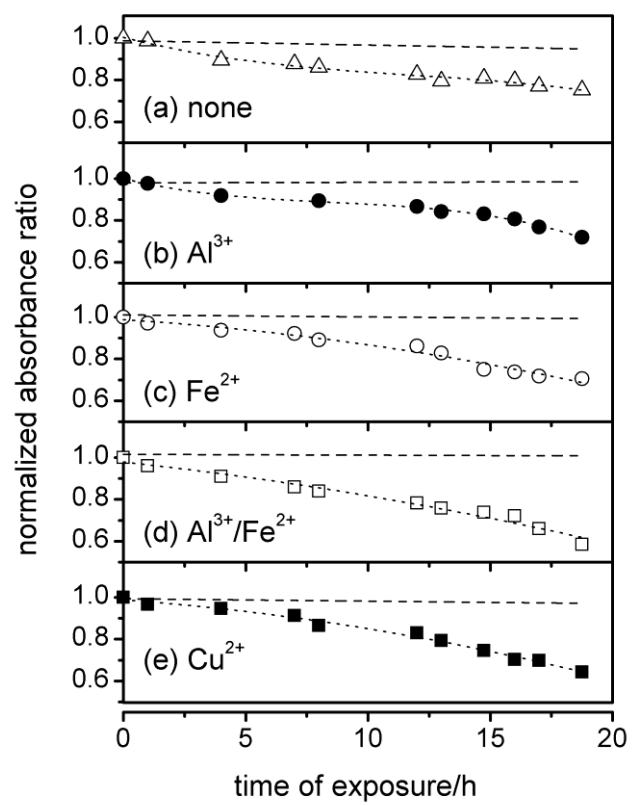 normalized absorbance ratio
1.0
0.8
0.6
(a) none
1.0
0.8
0.6
(b) Al³⁺
1.0
0.8
0.6
(c) Fe²⁺
1.0
0.8
0.6
(d) Al³⁺/Fe²⁺
1.0
0.8
0.6
(e) Cu²⁺
0 5 10 15 20
time of exposure/h